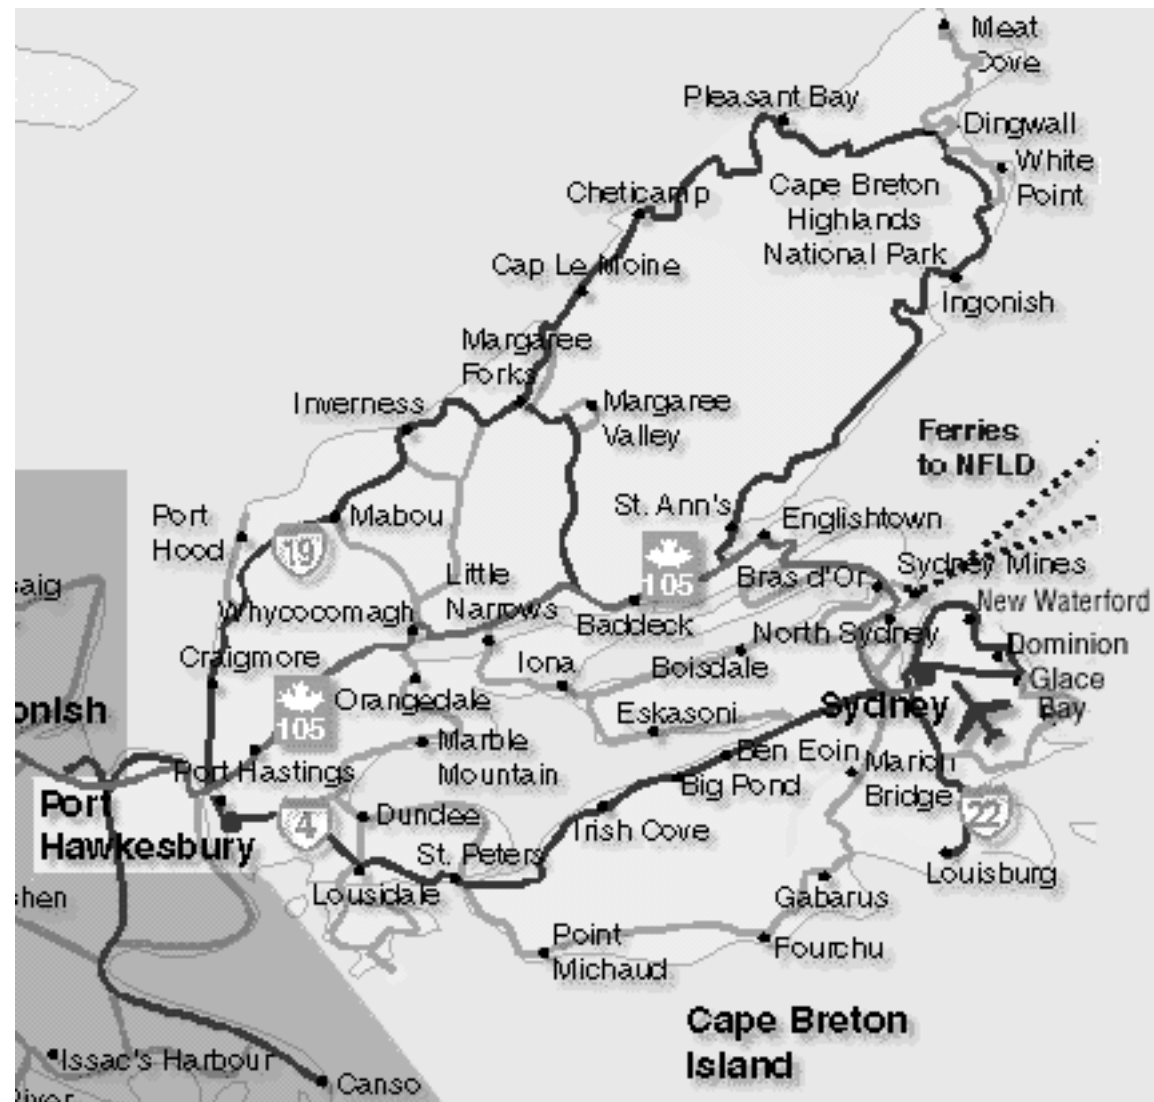 Meat
Cove
Pleasant Bay
Dingwall
White
Point
Cheticamp
Cape Breton
Highlands
National Park
Cap Le Moine
Ingonish
Margaree
Forks
Inverness
Margaree
Valley
Ferries
to NFLD
Port
Hood
19
Mabou
St. Ann's
Englishtown
105
Bras d'Or
Sydney Mines
saig
Little
Narrows
New Waterford
Whycocomagh
Baddeck
North Sydney
Dominion
Craigmore
Iona
Boisdale
Glace
Bay
onish
105
Orangedale
Eskasoni
Sydney
Marble
Mountain
Ben Eoin
Marion
Bridge
Port Hastings
Big Pond
Port
Hawkesbury
4
Dundee
Irish Cove
22
St. Peters
Louisburg
Lousidale
Gabarus
shen
Point
Michaud
Fourchu
Cape Breton
Island
Issac's Harbour
Canso
River